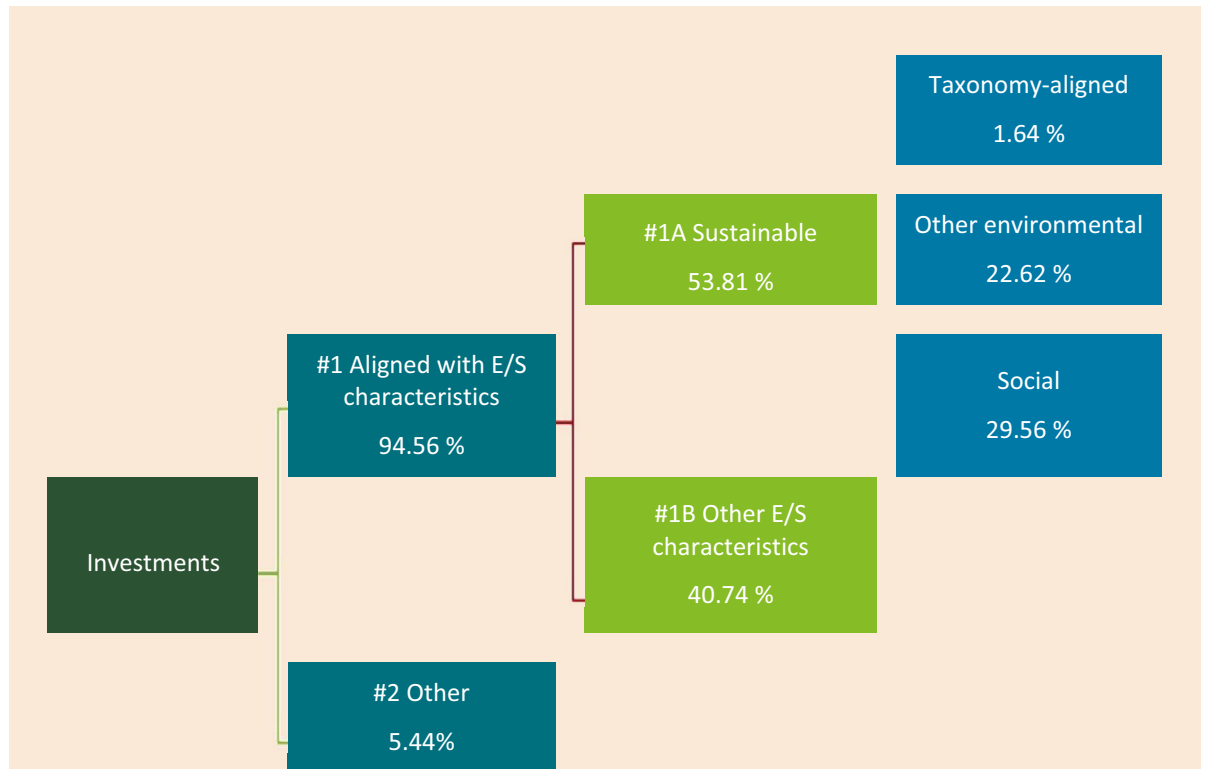 Taxonomy-aligned
1.64 %
#1A Sustainable
53.81 %
Other environmental
22.62 %
#1 Aligned with E/S
characteristics
94.56 %
Social
29.56 %
Investments
#1B Other E/S
characteristics
40.74 %
#2 Other
5.44%